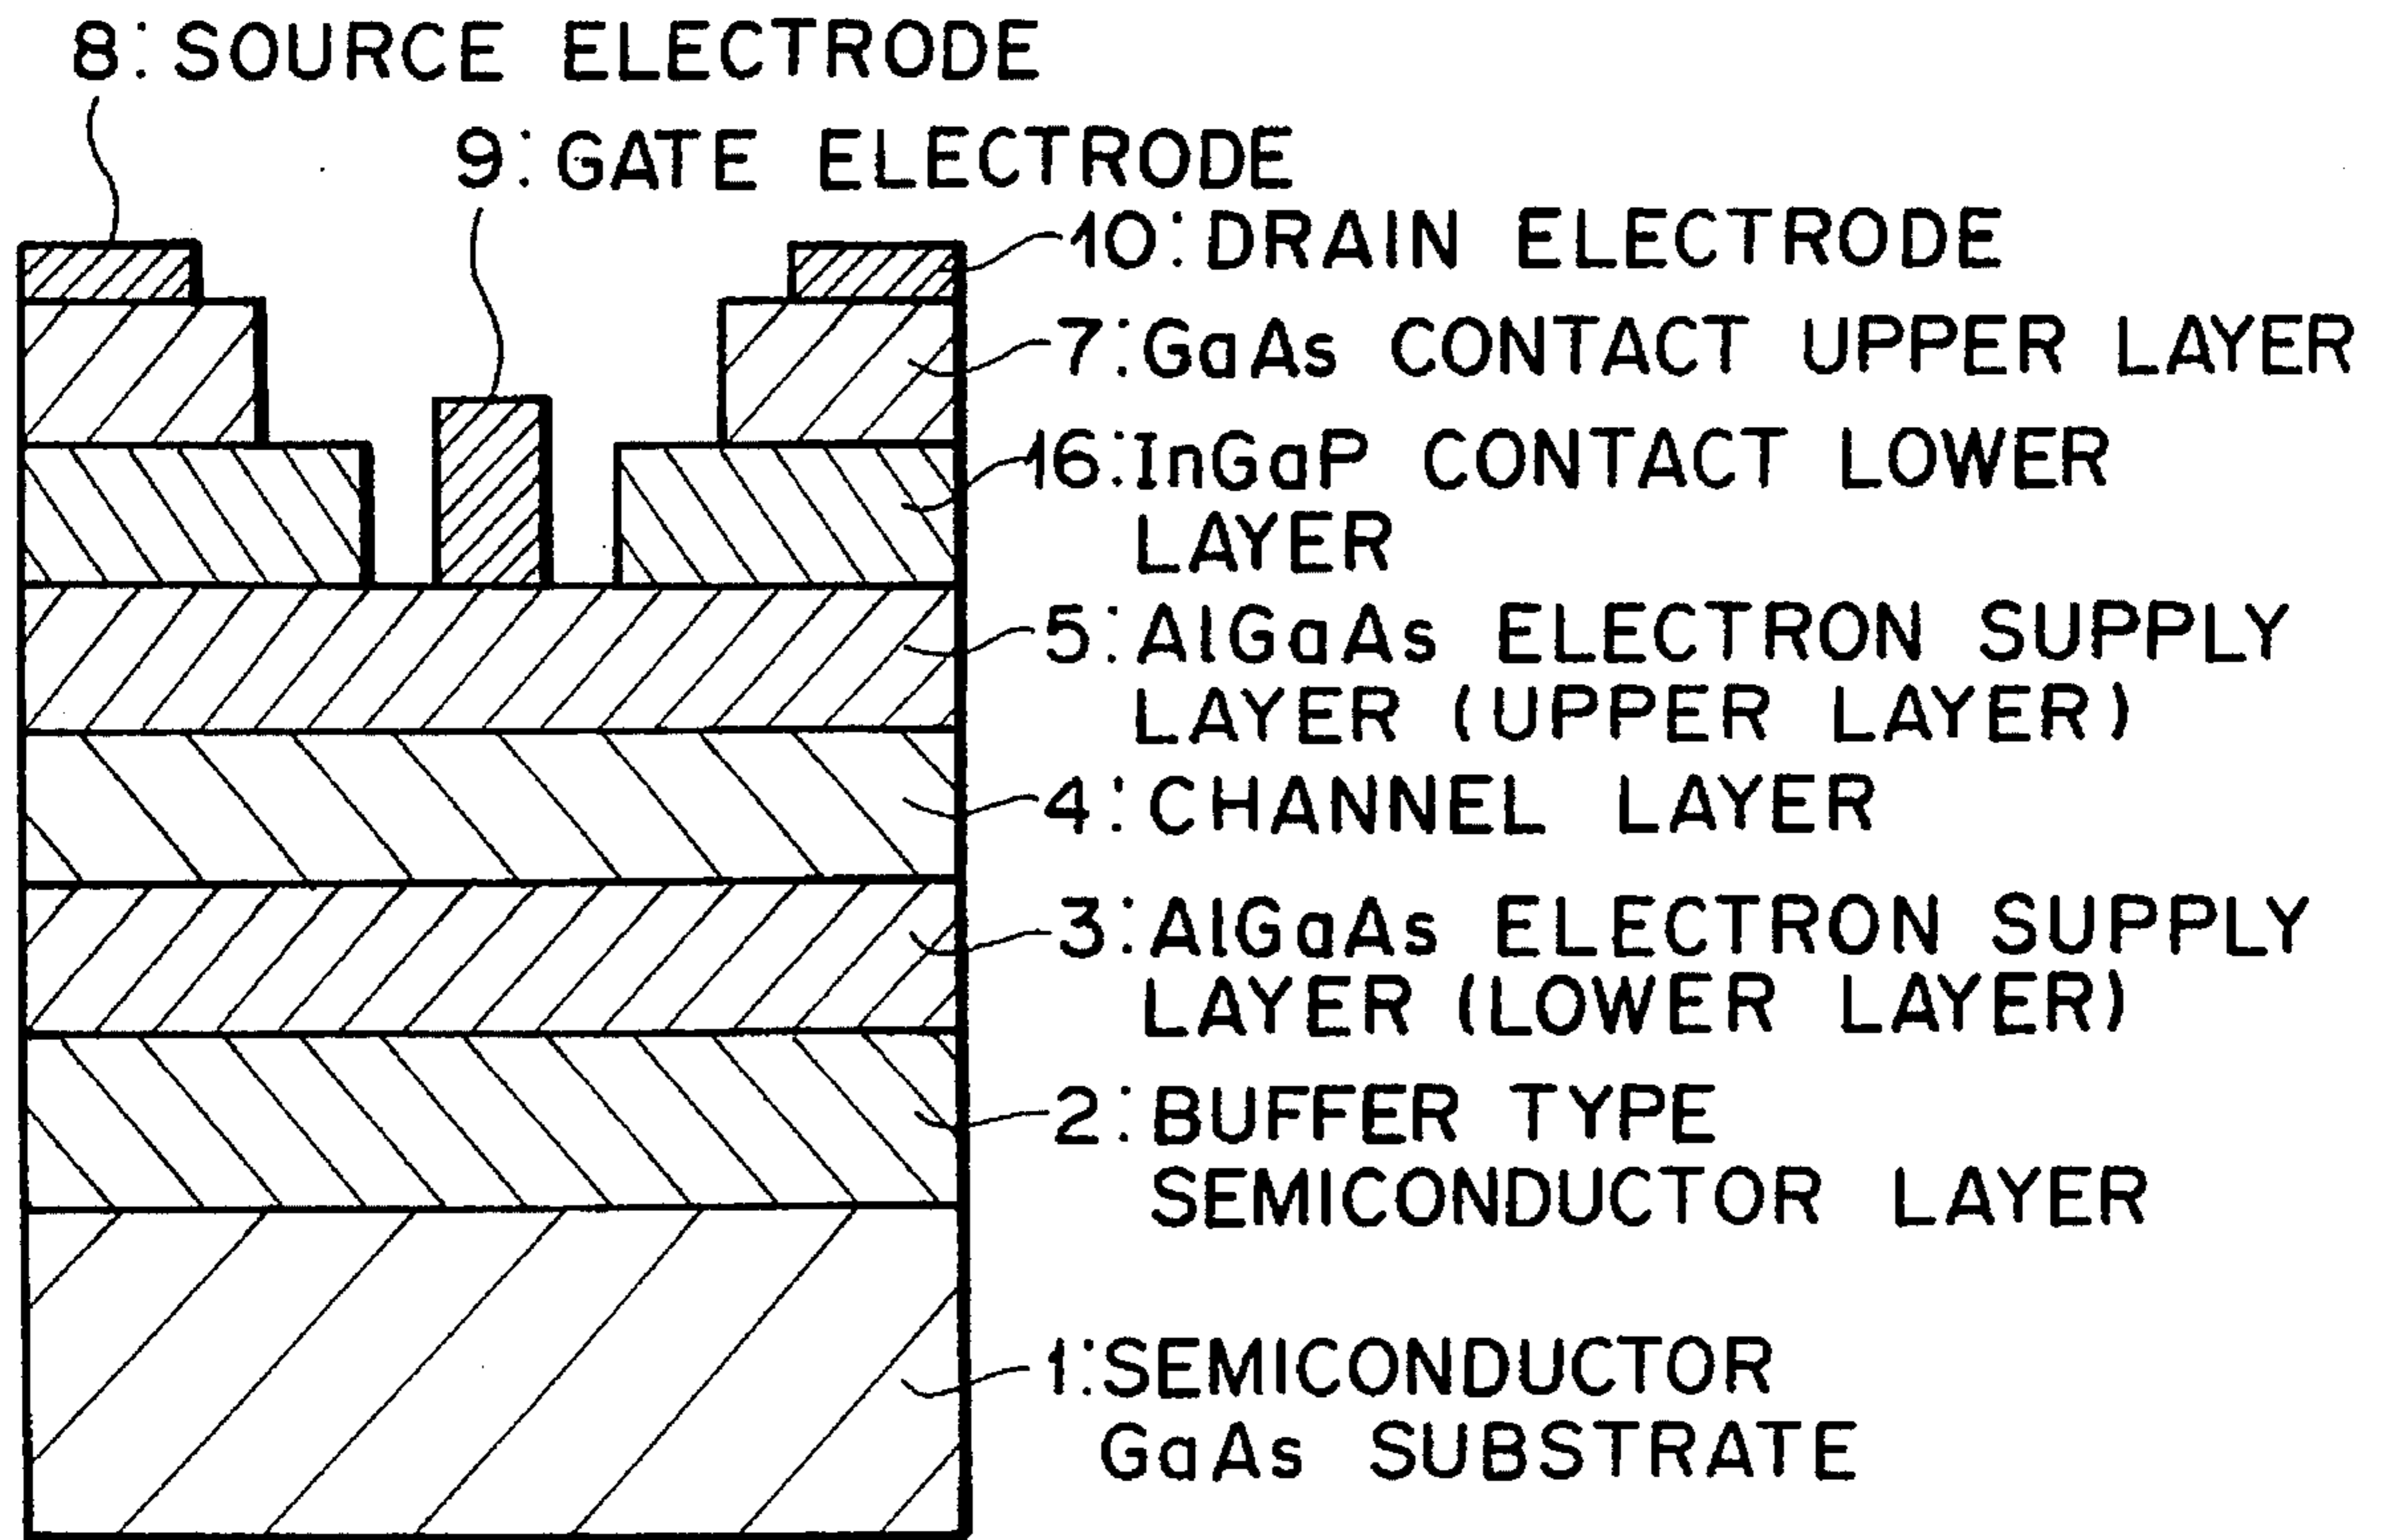 8:SOURCE ELECTRODE
9:GATE ELECTRODE
10:DRAIN ELECTRODE
7:GaAs CONTACT UPPER LAYER
16:InGaP CONTACT LOWER
LAYER
5:AlGaAs ELECTRON SUPPLY
LAYER (UPPER LAYER)
4:CHANNEL LAYER
3:AlGaAs ELECTRON SUPPLY
LAYER (LOWER LAYER)
2:BUFFER TYPE
SEMICONDUCTOR LAYER
1:SEMICONDUCTOR
GaAs SUBSTRATE